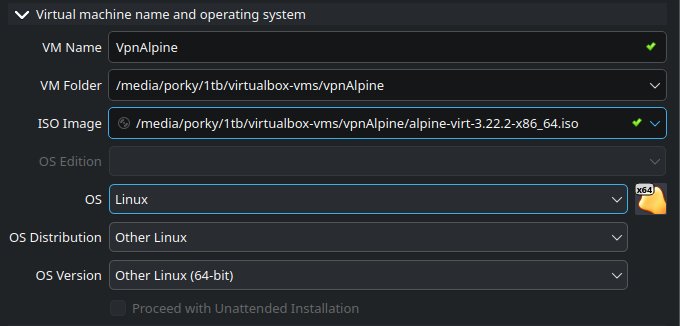 Virtual machine name and operating system
VM Name VpnAlpine
VM Folder /media/porky/1tb/virtualbox-vms/vpnAlpine
ISO Image /media/porky/1tb/virtualbox-vms/vpnAlpine/alpine-virt-3.22.2-x86_64.iso
OS Edition
OS Linux x64
OS Distribution Other Linux
OS Version Other Linux (64-bit)
Proceed with Unattended Installation